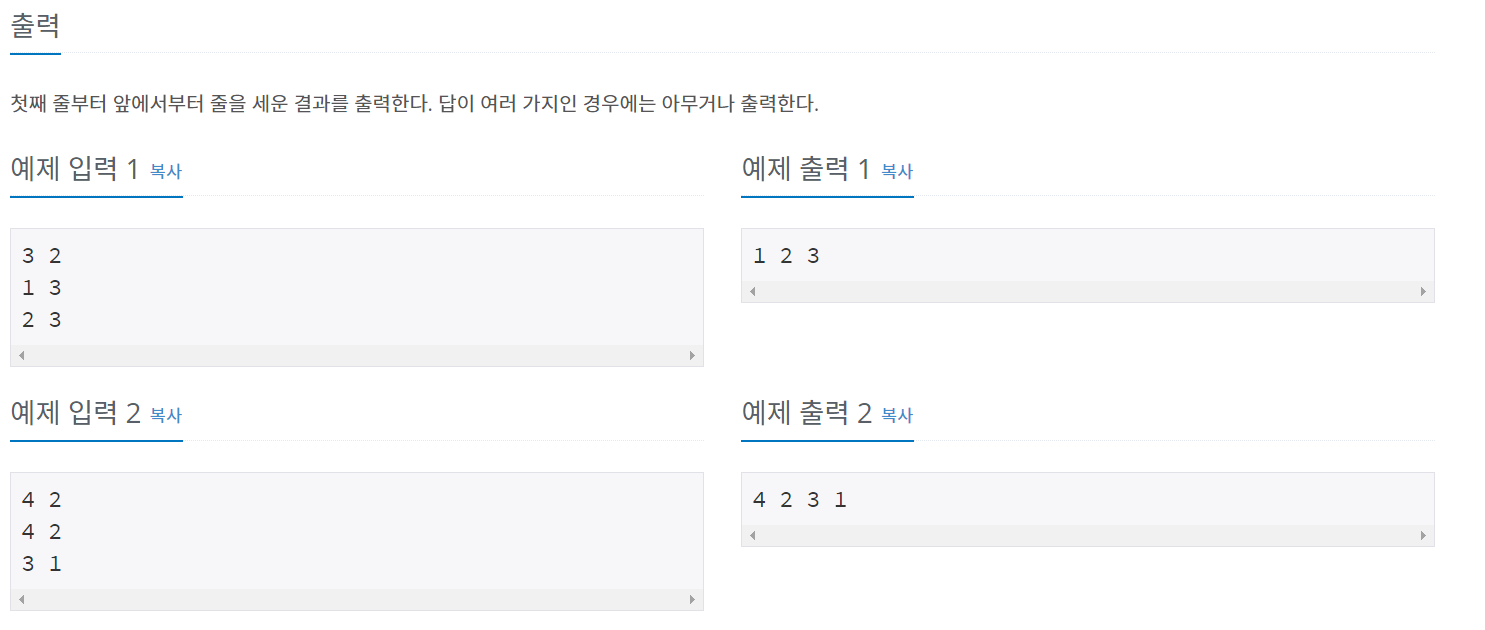 출력
첫째 줄부터 앞에서부터 줄을 세운 결과를 출력한다. 답이 여러 가지인 경우에는 아무거나 출력한다.
예제 입력 1 복사
3 2
1 3
2 3
예제 출력 1 복사
1 2 3
예제 입력 2 복사
4 2
4 2
3 1
예제 출력 2 복사
4 2 3 1